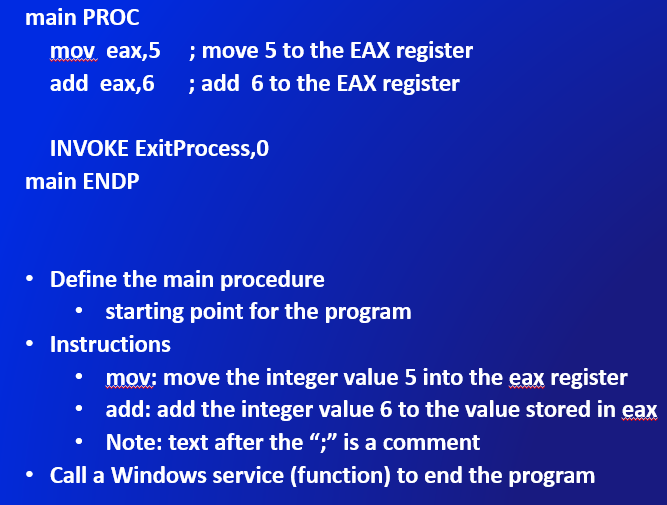 main PROC
mov eax,5 ; move 5 to the EAX register
add eax,6 ; add 6 to the EAX register
INVOKE ExitProcess,0
main ENDP
• Define the main procedure
• starting point for the program
• Instructions
• mov: move the integer value 5 into the eax register
• add: add the integer value 6 to the value stored in eax
• Note: text after the “;” is a comment
• Call a Windows service (function) to end the program